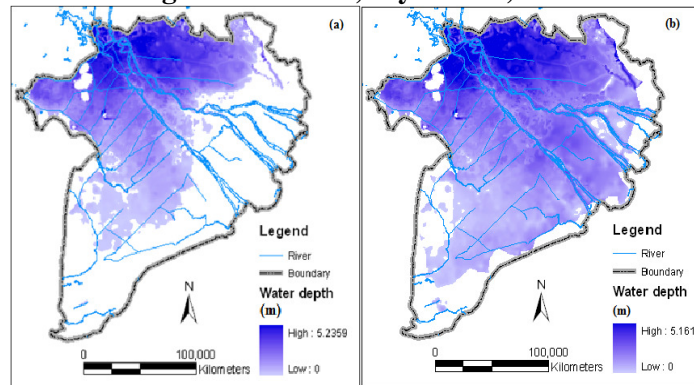 (a)
Legend
River
Boundary
Water depth
(m)
High : 5.2359
Low : 0
N
0 100,000
Kilometers
(b)
Legend
River
Boundary
Water depth
(m)
High : 5.161
Low : 0
N
0 100,000
Kilometers